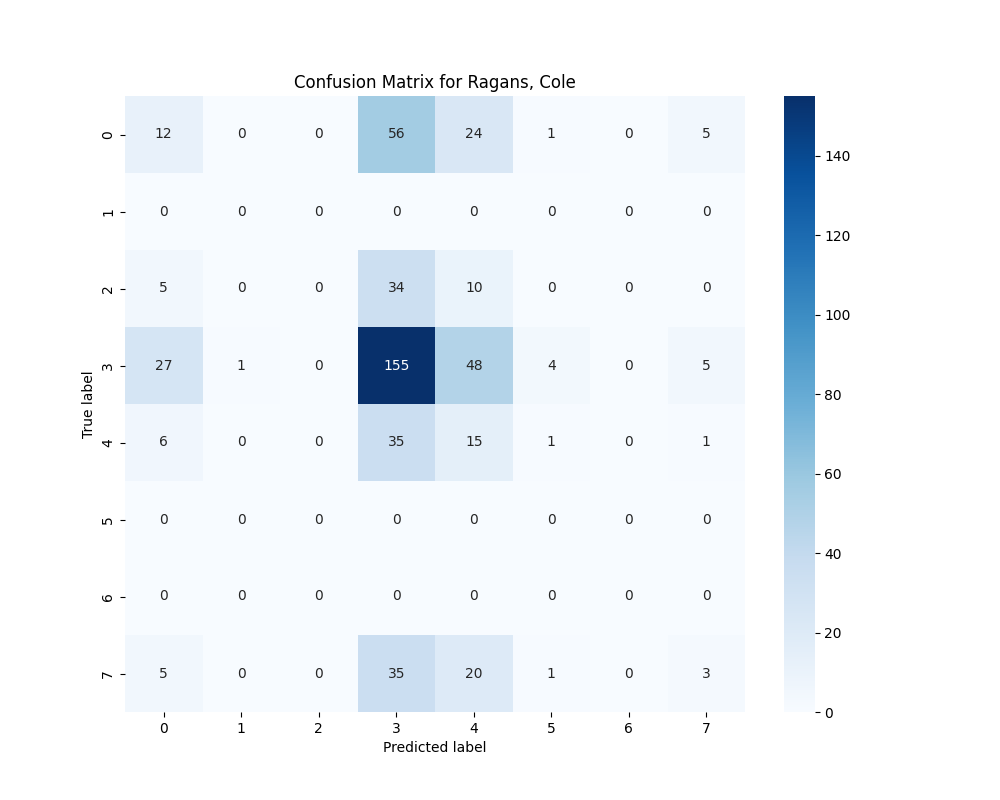 Confusion Matrix for Ragans, Cole
0 12 0 0 56 24 1 0 5
1 0 0 0 0 0 0 0 0
2 5 0 0 34 10 0 0 0
3 27 1 0 155 48 4 0 5
4 6 0 0 35 15 1 0 1
5 0 0 0 0 0 0 0 0
6 0 0 0 0 0 0 0 0
7 5 0 0 35 20 1 0 3
0 1 2 3 4 5 6 7
True label
Predicted label
140
120
100
80
60
40
20
0